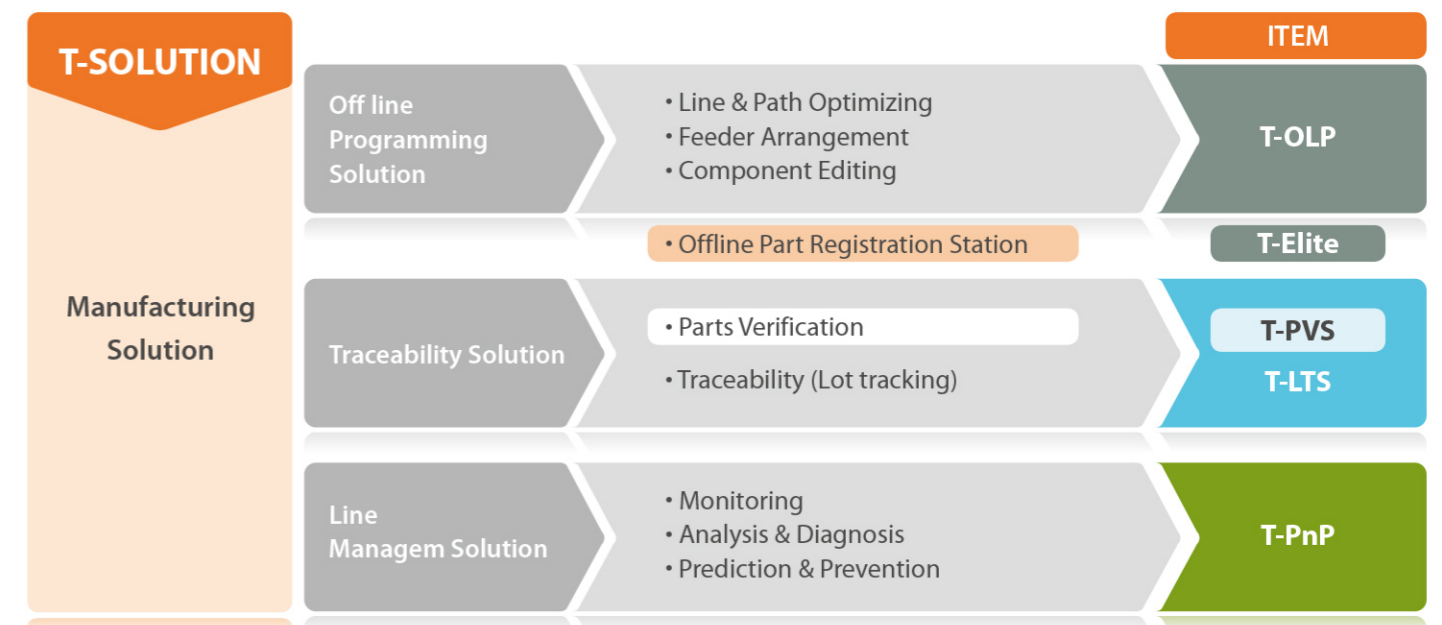 T-SOLUTION
Manufacturing
Solution
ITEM
Off line
Programming
Solution
• Line & Path Optimizing
• Feeder Arrangement
• Component Editing
T-OLP
• Offline Part Registration Station
T-Elite
Traceability Solution
• Parts Verification
• Traceability (Lot tracking)
T-PVS
T-LTS
Line
Managem Solution
• Monitoring
• Analysis & Diagnosis
• Prediction & Prevention
T-PnP